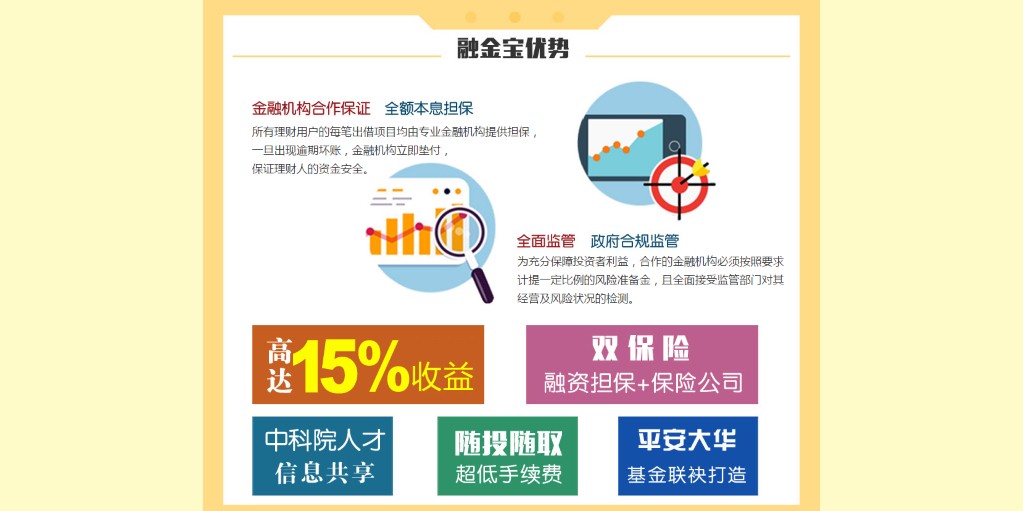 融金宝优势
金融机构合作保证 全额本息担保
所有理财用户的每笔出借项目均由专业金融机构提供担保，
一旦出现逾期坏账，金融机构立即垫付，
保证理财人的资金安全。
全面监管 政府合规监管
为充分保障投资者利益，合作的金融机构必须按照要求
计提一定比例的风险准备金，且全面接受监管部门对其
经营及风险状况的检测。
高达15%收益
双保险
融资担保+保险公司
中科院人才
信息共享
随投随取
超低手续费
平安大华
基金联袂打造